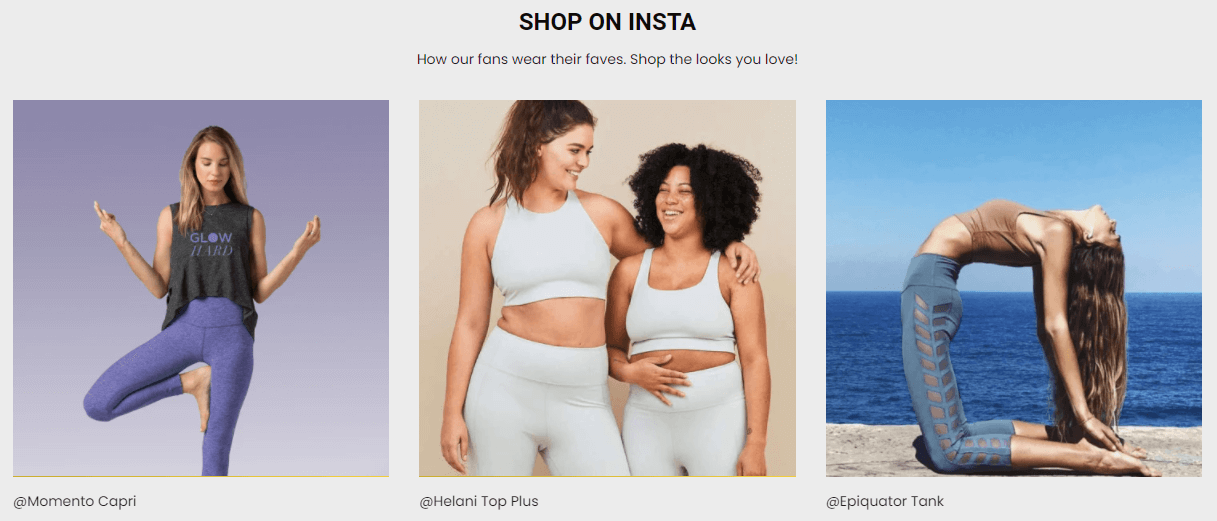 SHOP ON INSTA
How our fans wear their faves. Shop the looks you love!
GLOW
HARD
@Momento Capri
@Helani Top Plus
@Epiquator Tank